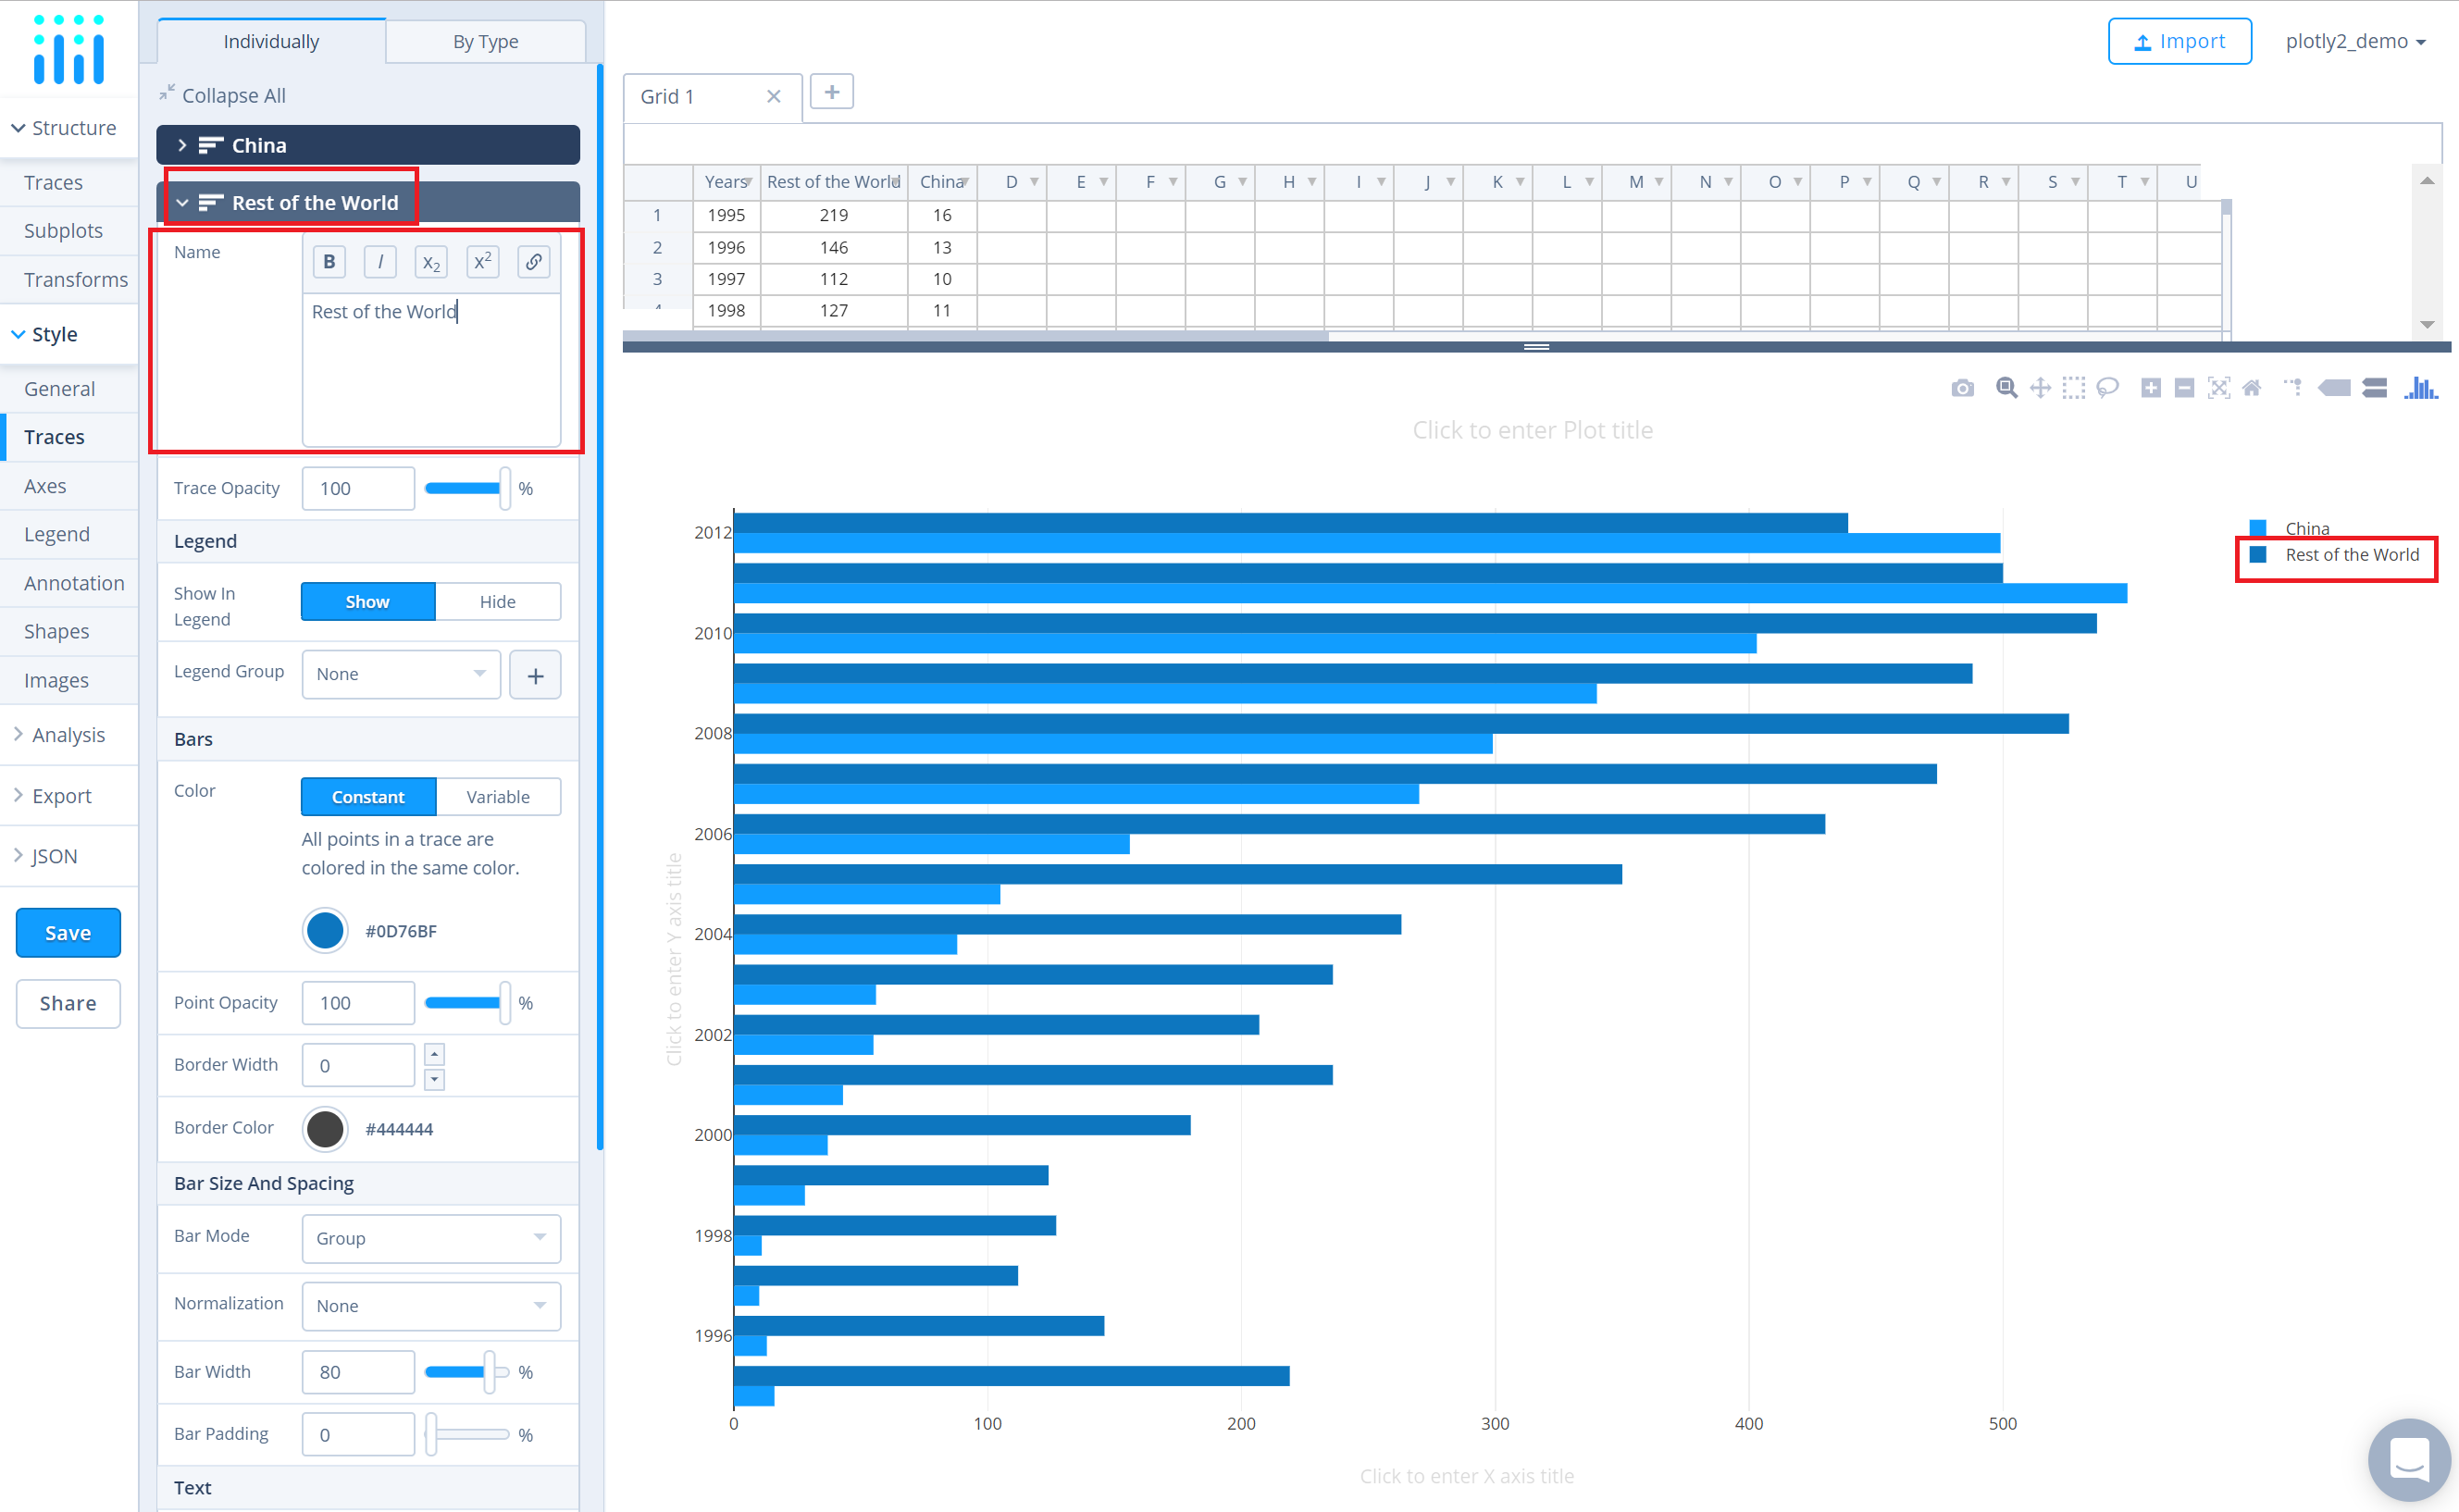 Individually
By Type
Import
plotly2_demo
Collapse All
Grid 1
Structure
China
Traces
Subplots
Transforms
Style
General
Traces
Axes
Legend
Annotation
Shapes
Images
Analysis
Export
JSON
Save
Share
Rest of the World
Name
B I x2 x2
Rest of the World
Trace Opacity 100 %
Legend
Show In
Legend
Show Hide
Legend Group None +
Bars
Color
Constant Variable
All points in a trace are
colored in the same color.
#0D76BF
Point Opacity 100 %
Border Width 0
Border Color #444444
Bar Size And Spacing
Bar Mode Group
Normalization None
Bar Width 80 %
Bar Padding 0 %
Text
Years Rest of the World China D E F G H I J K L M N O P Q R S T U
1 1995 219 16
2 1996 146 13
3 1997 112 10
4 1998 127 11
Click to enter Plot title
China
Rest of the World
Click to enter Y axis title
2012
2010
2008
2006
2004
2002
2000
1998
1996
0 100 200 300 400 500
Click to enter X axis title